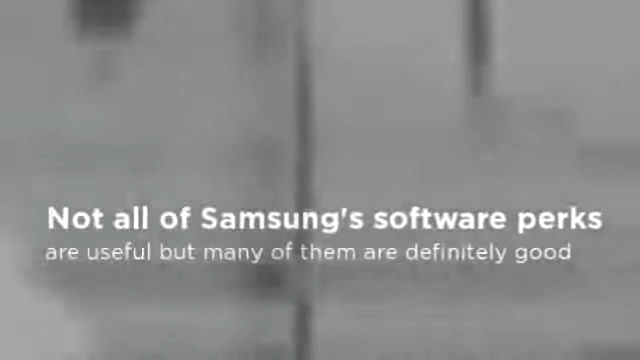 Not all of Samsung's software perks
are useful but many of them are definitely good